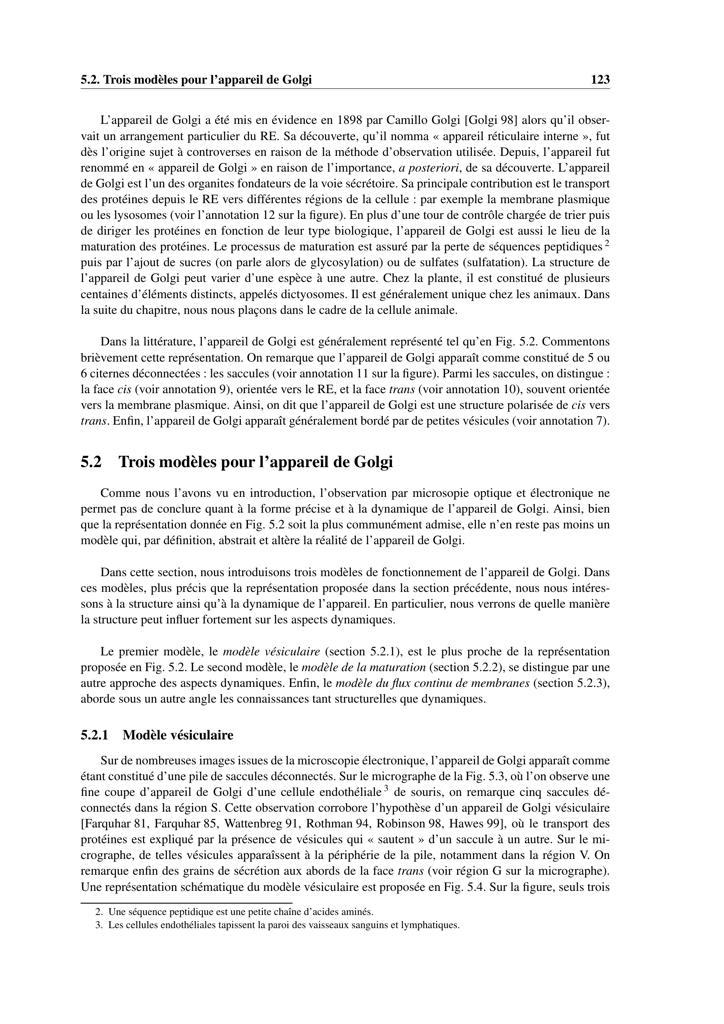 5.2. Trois modèles pour l'appareil de Golgi 123
L'appareil de Golgi a été mis en évidence en 1898 par Camillo Golgi [Golgi 98] alors qu'il obser-
vait un arrangement particulier du RE. Sa découverte, qu'il nomma « appareil réticulaire interne », fut
dès l'origine sujet à controverses en raison de la méthode d'observation utilisée. Depuis, l'appareil fut
renommé en « appareil de Golgi » en raison de l'importance, a posteriori, de sa découverte. L'appareil
de Golgi est l'un des organites fondateurs de la voie sécrétoire. Sa principale contribution est le transport
des protéines depuis le RE vers différentes régions de la cellule : par exemple la membrane plasmique
ou les lysosomes (voir l'annotation 12 sur la figure). En plus d'une tour de contrôle chargée de trier puis
de diriger les protéines en fonction de leur type biologique, l'appareil de Golgi est aussi le lieu de la
maturation des protéines. Le processus de maturation est assuré par la perte de séquences peptidiques 2
puis par l'ajout de sucres (on parle alors de glycosylation) ou de sulfates (sulfatation). La structure de
l'appareil de Golgi peut varier d'une espèce à une autre. Chez la plante, il est constitué de plusieurs
centaines d'éléments distincts, appelés dictyosomes. Il est généralement unique chez les animaux. Dans
la suite du chapitre, nous nous plaçons dans le cadre de la cellule animale.
Dans la littérature, l'appareil de Golgi est généralement représenté tel qu'en Fig. 5.2. Commentons
brièvement cette représentation. On remarque que l'appareil de Golgi apparaît comme constitué de 5 ou
6 citernes déconnectées : les saccules (voir annotation 11 sur la figure). Parmi les saccules, on distingue :
la face cis (voir annotation 9), orientée vers le RE, et la face trans (voir annotation 10), souvent orientée
vers la membrane plasmique. Ainsi, on dit que l'appareil de Golgi est une structure polarisée de cis vers
trans. Enfin, l'appareil de Golgi apparaît généralement bordé par de petites vésicules (voir annotation 7).
5.2 Trois modèles pour l'appareil de Golgi
Comme nous l'avons vu en introduction, l'observation par microsopie optique et électronique ne
permet pas de conclure quant à la forme précise et à la dynamique de l'appareil de Golgi. Ainsi, bien
que la représentation donnée en Fig. 5.2 soit la plus communément admise, elle n'en reste pas moins un
modèle qui, par définition, abstrait et altère la réalité de l'appareil de Golgi.
Dans cette section, nous introduisons trois modèles de fonctionnement de l'appareil de Golgi. Dans
ces modèles, plus précis que la représentation proposée dans la section précédente, nous nous intéres-
sons à la structure ainsi qu'à la dynamique de l'appareil. En particulier, nous verrons de quelle manière
la structure peut influer fortement sur les aspects dynamiques.
Le premier modèle, le modèle vésiculaire (section 5.2.1), est le plus proche de la représentation
proposée en Fig. 5.2. Le second modèle, le modèle de la maturation (section 5.2.2), se distingue par une
autre approche des aspects dynamiques. Enfin, le modèle du flux continu de membranes (section 5.2.3),
aborde sous un autre angle les connaissances tant structurelles que dynamiques.
5.2.1 Modèle vésiculaire
Sur de nombreuses images issues de la microscopie électronique, l'appareil de Golgi apparaît comme
étant constitué d'une pile de saccules déconnectés. Sur le micrographe de la Fig. 5.3, où l'on observe une
fine coupe d'appareil de Golgi d'une cellule endothéliale 3 de souris, on remarque cinq saccules dé-
connectés dans la région S. Cette observation corrobore l'hypothèse d'un appareil de Golgi vésiculaire
[Farquhar 81, Farquhar 85, Wattenbreg 91, Rothman 94, Robinson 98, Hawes 99], où le transport des
protéines est expliqué par la présence de vésicules qui « sautent » d'un saccule à un autre. Sur le mi-
crographe, de telles vésicules apparaîssent à la périphérie de la pile, notamment dans la région V. On
remarque enfin des grains de sécrétion aux abords de la face trans (voir région G sur la micrographe).
Une représentation schématique du modèle vésiculaire est proposée en Fig. 5.4. Sur la figure, seuls trois
2. Une séquence peptidique est une petite chaîne d'acides aminés.
3. Les cellules endothéliales tapissent la paroi des vaisseaux sanguins et lymphatiques.